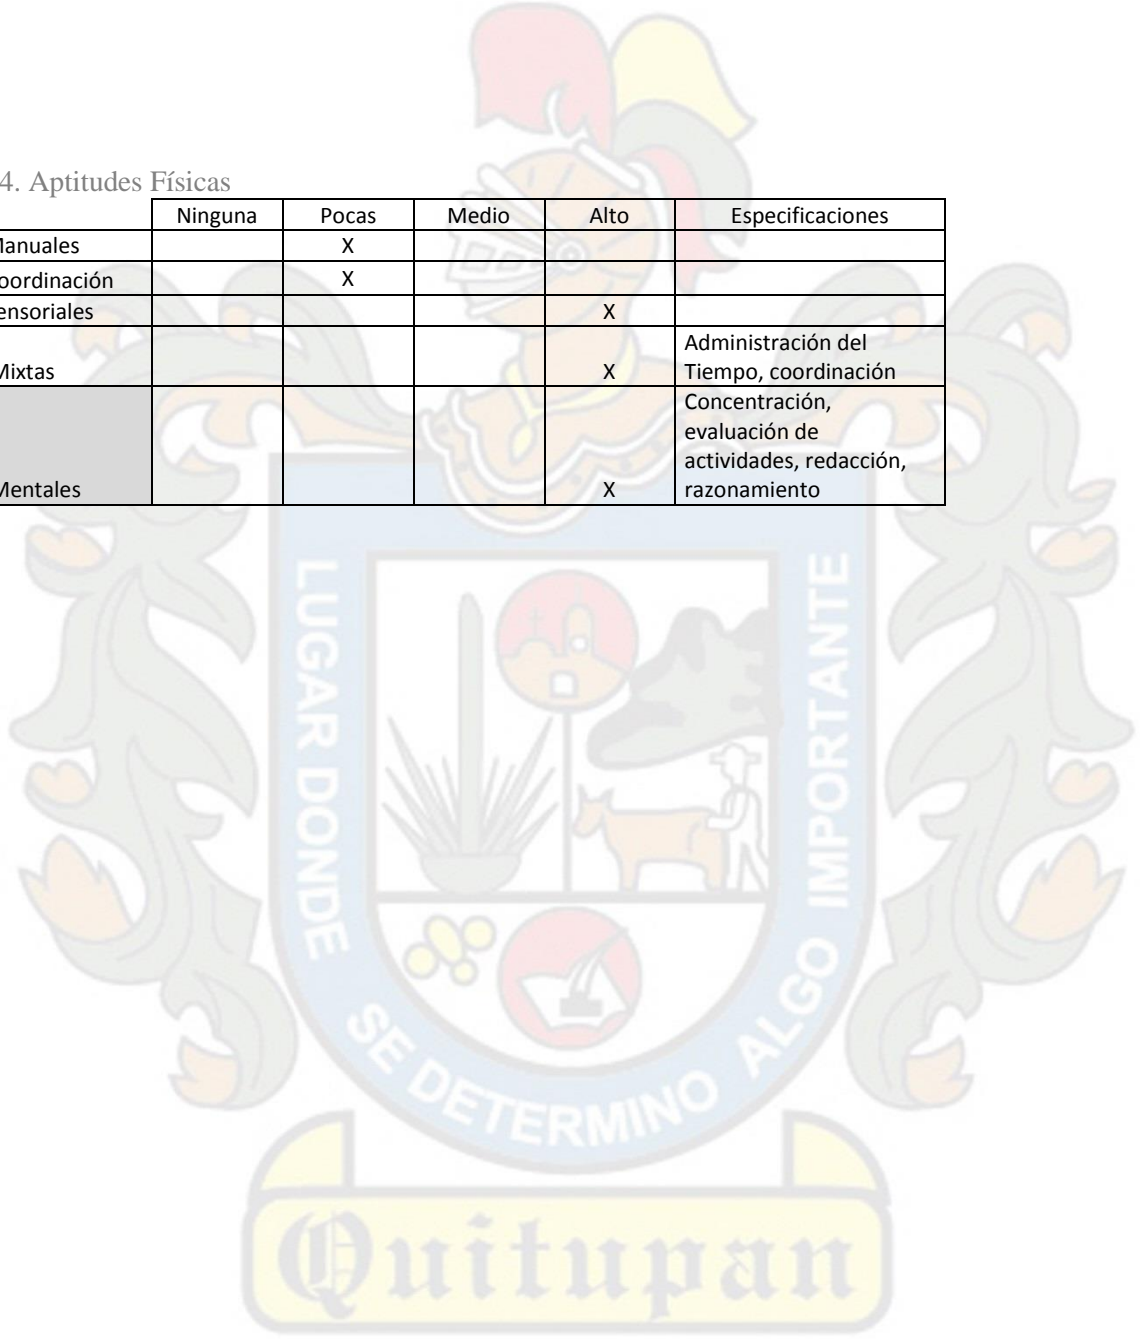 4. Aptitudes Físicas
Ninguna Pocas Medio Alto Especificaciones
Manuales X
oordinación X
ensoriales X
Administración del
Mixtas X Tiempo, coordinación
Concentración,
evaluación de
actividades, redacción,
Mentales X razonamiento
LUGAR DONDE SE DETERMINO ALGO IMPORTANTE
Quitupan